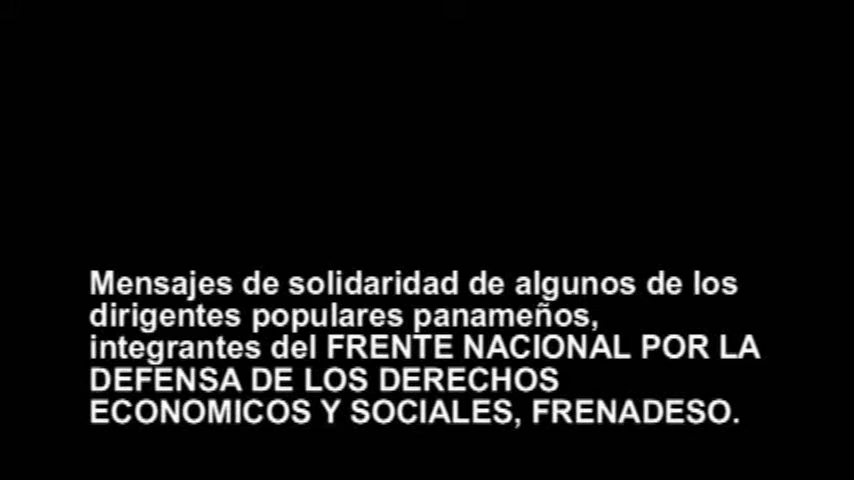 Mensajes de solidaridad de algunos de los
dirigentes populares panameños,
integrantes del FRENTE NACIONAL POR LA
DEFENSA DE LOS DERECHOS
ECONOMICOS Y SOCIALES, FRENADESO.